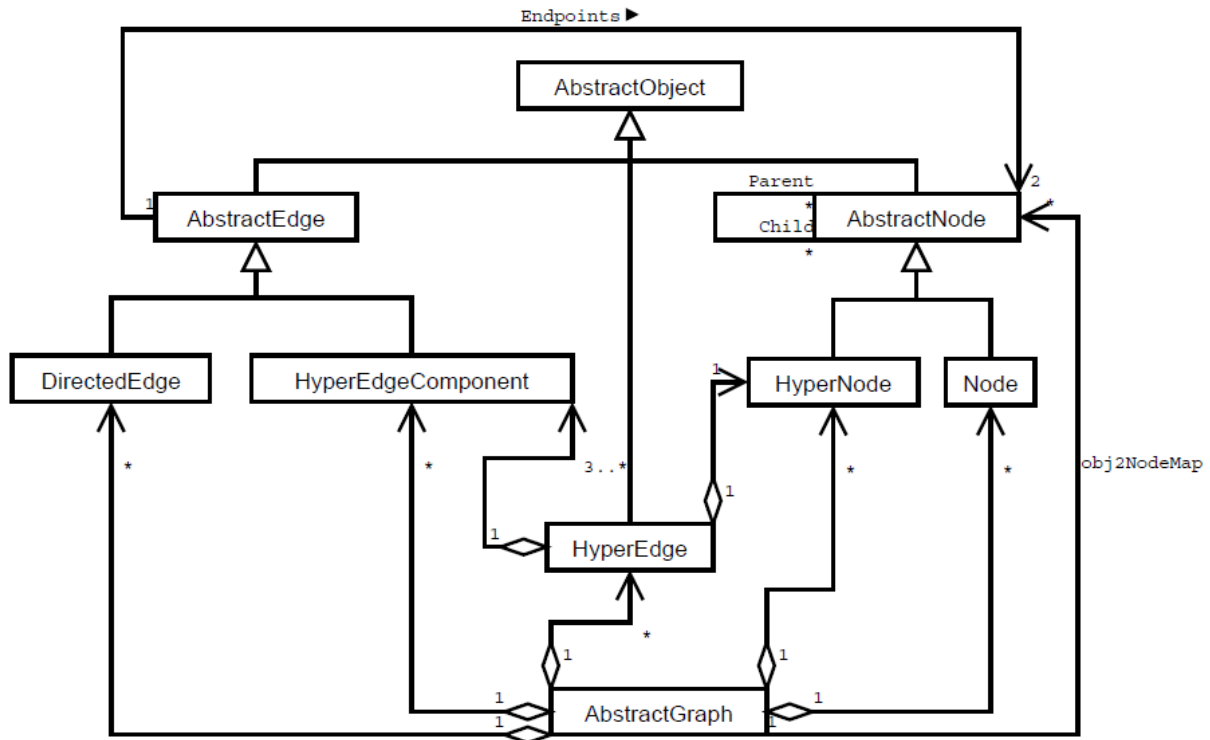 Endpoints ▶
AbstractObject
Parent
1
AbstractEdge
*
AbstractNode
2
*
Child
*
DirectedEdge
HyperEdgeComponent
1
HyperNode
Node
*
*
3..*
*
*
obj2NodeMap
1
1
HyperEdge
*
1
1
1
1
1
AbstractGraph
1